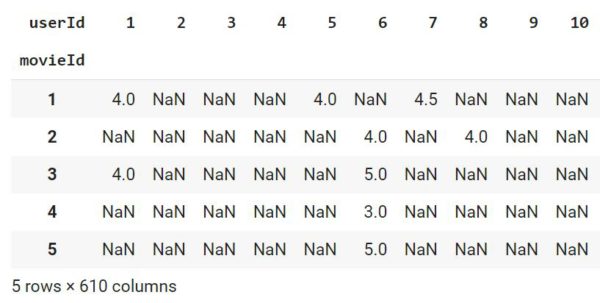 userId 1 2 3 4 5 6 7 8 9 10
movieId
1 4.0 NaN NaN NaN 4.0 NaN 4.5 NaN NaN NaN
2 NaN NaN NaN NaN NaN 4.0 NaN 4.0 NaN NaN
3 4.0 NaN NaN NaN NaN 5.0 NaN NaN NaN NaN
4 NaN NaN NaN NaN NaN 3.0 NaN NaN NaN NaN
5 NaN NaN NaN NaN NaN 5.0 NaN NaN NaN NaN
5 rows × 610 columns